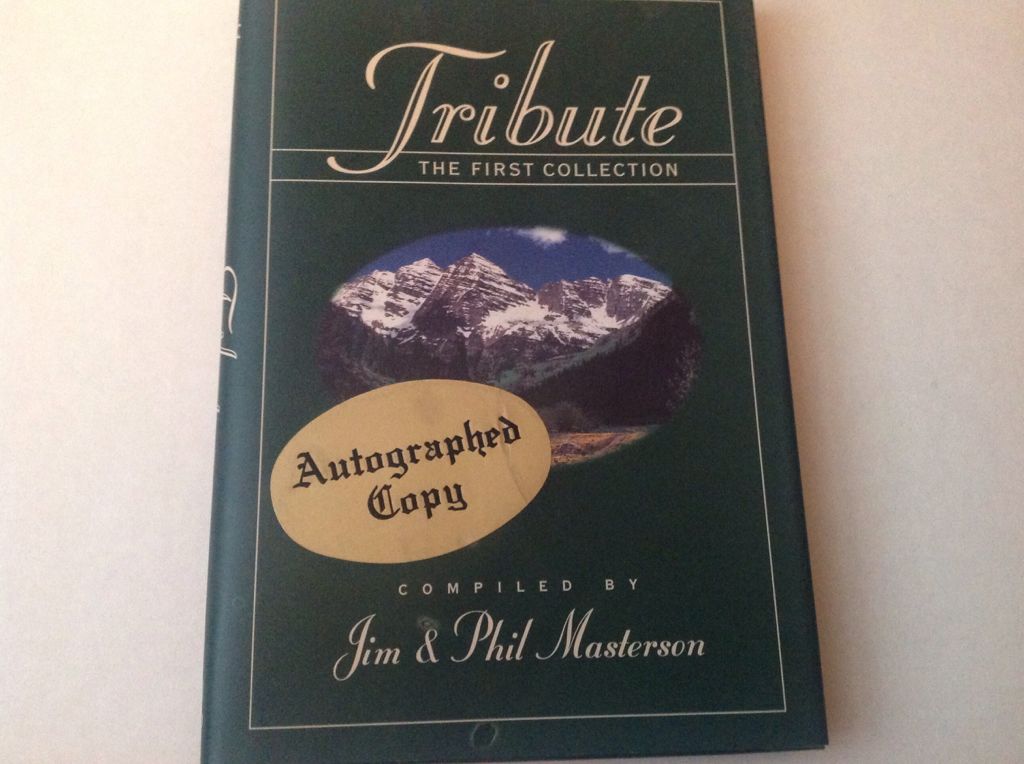 Tribute
THE FIRST COLLECTION
Autographed
Copy
COMPILED BY
Jim & Phil Masterson